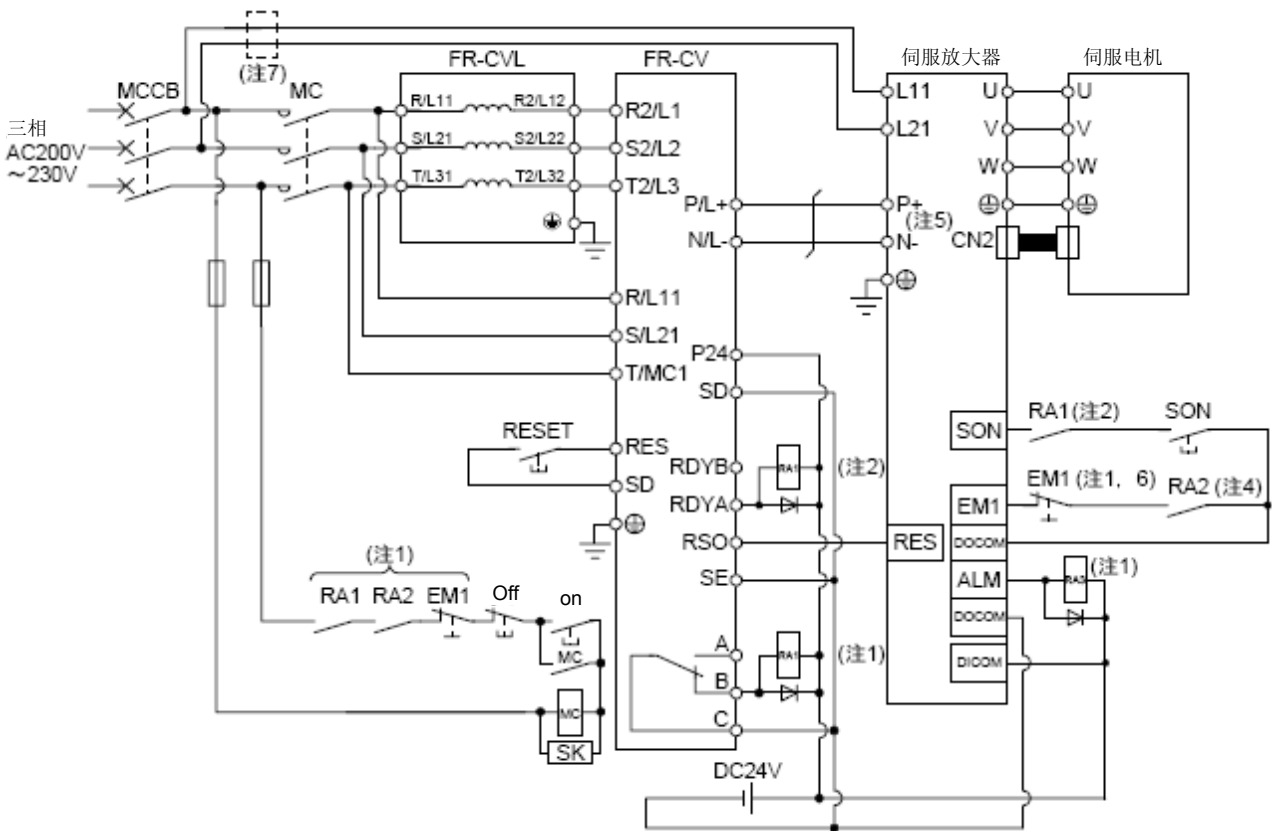 FR-CVL
FR-CV
伺服放大器
伺服电机
(注7)
MCCB
MC
三相
AC200V
～230V
R/L11
R2/L12
S/L21
S2/L22
T/L31
T2/L32
R2/L1
S2/L2
T2/L3
L11
L21
U
V
W
U
V
W
P/L+
N/L-
P+
(注5)
N-
CN2
R/L11
S/L21
T/MC1
P24
SD
RESET
RES
SD
RDYB
RDYA
RSO
SE
RA1
(注2)
SON
RA1(注2)
SON
EM1
EM1 (注1, 6)
RA2 (注4)
RES
DOCOM
ALM
RA3
(注1)
DOCOM
DICOM
(注1)
RA1
RA2
EM1
Off
on
MC
MC
SK
A
B
C
RA1
(注1)
DC24V